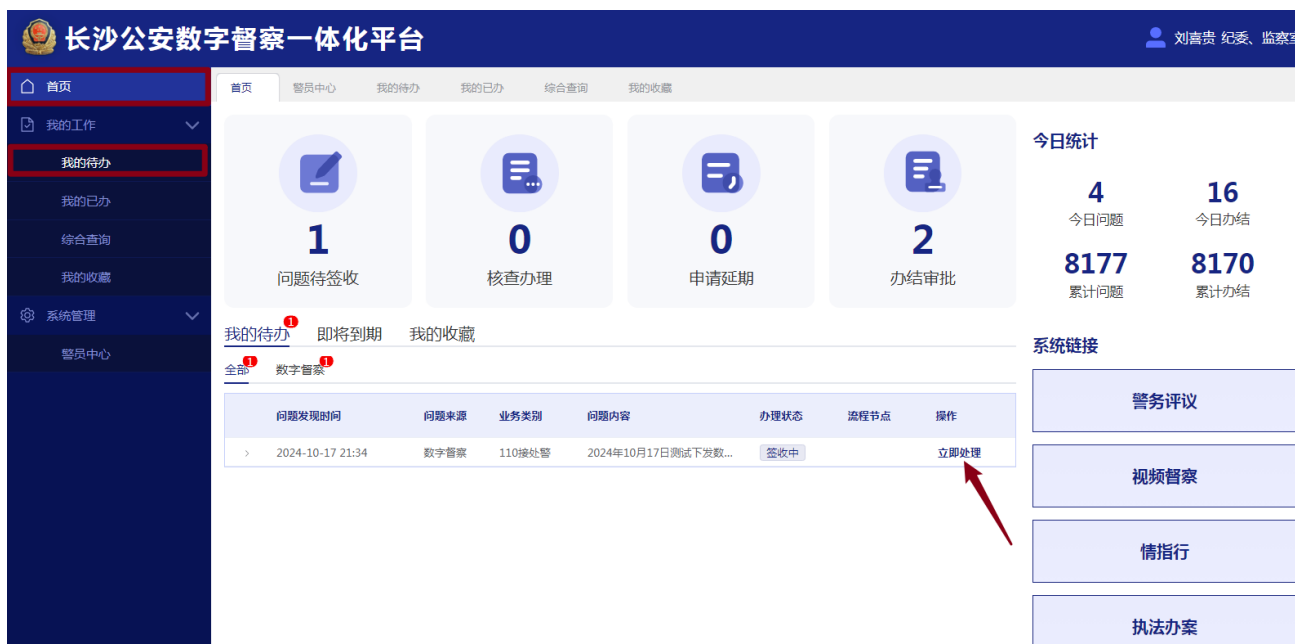 长沙公安数字督察一体化平台
刘喜贵 纪委、监察室
首页
我的工作
我的待办
我的已办
综合查询
我的收藏
系统管理
警员中心
首页 警员中心 我的待办 我的已办 综合查询 我的收藏
1 0 0 2
问题待签收 核查办理 申请延期 办结审批
我的待办 1 即将到期 我的收藏
全部 1 数字督察 1
问题发现时间 问题来源 业务类别 问题内容 办理状态 流程节点 操作
2024-10-17 21:34 数字督察 110接处警 2024年10月17日测试下发数... 签收中 立即处理
今日统计
4 16
今日问题 今日办结
8177 8170
累计问题 累计办结
系统链接
警务评议
视频督察
情指行
执法办案